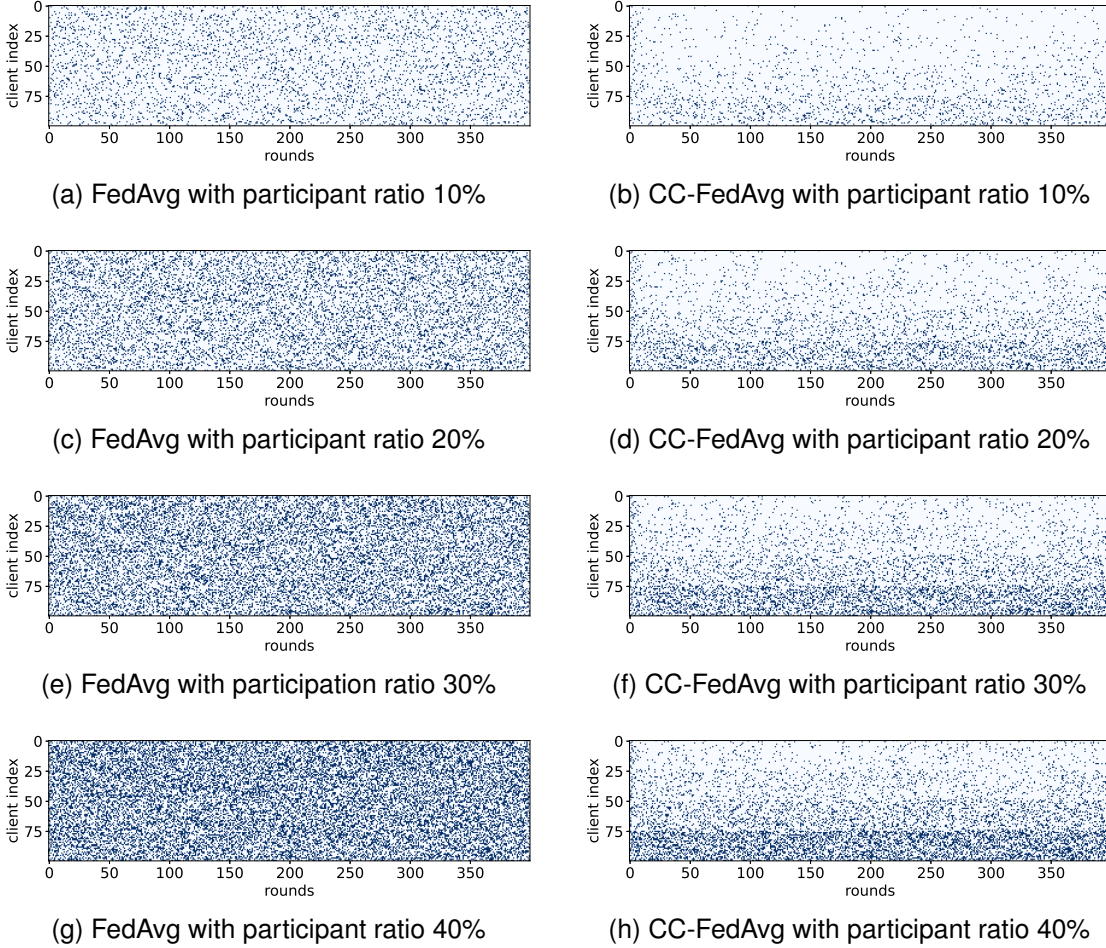 0
25
50
75
client index
0 50 100 150 200 250 300 350
rounds
(a) FedAvg with participant ratio 10%
0
25
50
75
client index
0 50 100 150 200 250 300 350
rounds
(b) CC-FedAvg with participant ratio 10%
0
25
50
75
client index
0 50 100 150 200 250 300 350
rounds
(c) FedAvg with participant ratio 20%
0
25
50
75
client index
0 50 100 150 200 250 300 350
rounds
(d) CC-FedAvg with participant ratio 20%
0
25
50
75
client index
0 50 100 150 200 250 300 350
rounds
(e) FedAvg with participation ratio 30%
0
25
50
75
client index
0 50 100 150 200 250 300 350
rounds
(f) CC-FedAvg with participant ratio 30%
0
25
50
75
client index
0 50 100 150 200 250 300 350
rounds
(g) FedAvg with participant ratio 40%
0
25
50
75
client index
0 50 100 150 200 250 300 350
rounds
(h) CC-FedAvg with participant ratio 40%